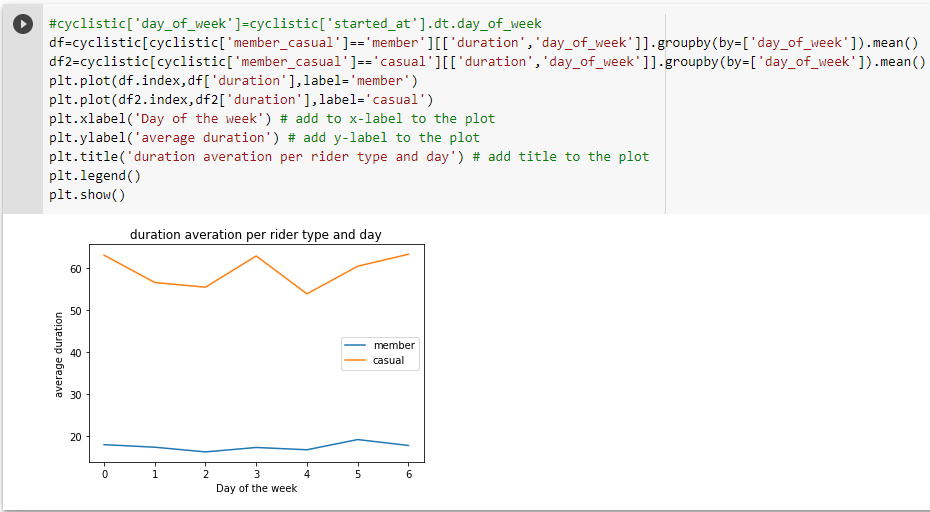 #cyclistic['day_of_week']=cyclistic['started_at'].dt.day_of_week
df=cyclistic[cyclistic['member_casual']=='member'][['duration','day_of_week']].groupby(by=['day_of_week']).mean()
df2=cyclistic[cyclistic['member_casual']=='casual'][['duration','day_of_week']].groupby(by=['day_of_week']).mean()
plt.plot(df.index,df['duration'],label='member')
plt.plot(df2.index,df2['duration'],label='casual')
plt.xlabel('Day of the week') # add to x-label to the plot
plt.ylabel('average duration') # add y-label to the plot
plt.title('duration averation per rider type and day') # add title to the plot
plt.legend()
plt.show()
duration averation per rider type and day
60
50
40
30
20
average duration
member
casual
0 1 2 3 4 5 6
Day of the week